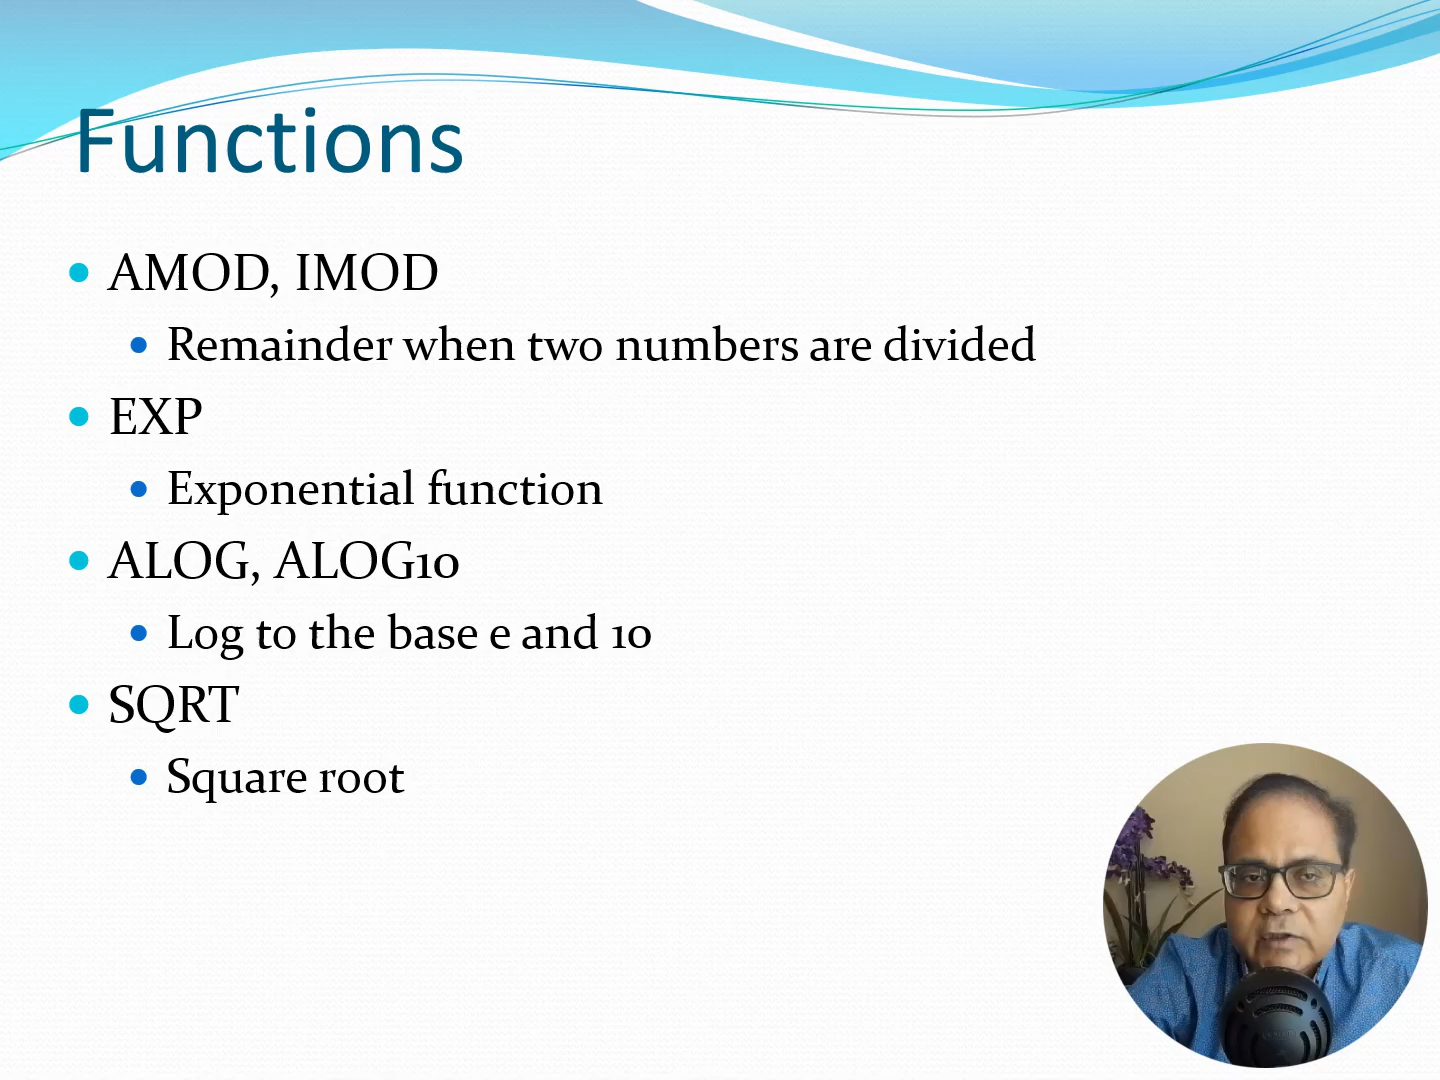 Functions
AMOD, IMOD
Remainder when two numbers are divided
EXP
Exponential function
ALOG, ALOG10
Log to the base e and 10
SQRT
Square root